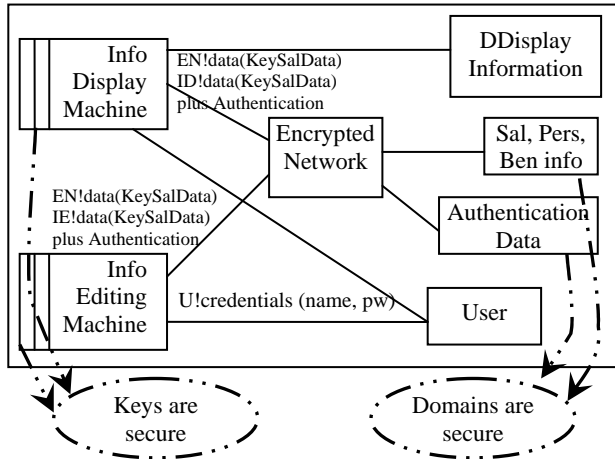 Info
Display
Machine
EN!data(KeySalData)
ID!data(KeySalData)
plus Authentication
DDisplay
Information
Encrypted
Network
Sal, Pers,
Ben info
EN!data(KeySalData)
IE!data(KeySalData)
plus Authentication
Authentication
Data
Info
Editing
Machine
U!credentials (name, pw)
User
Keys are
secure
Domains are
secure